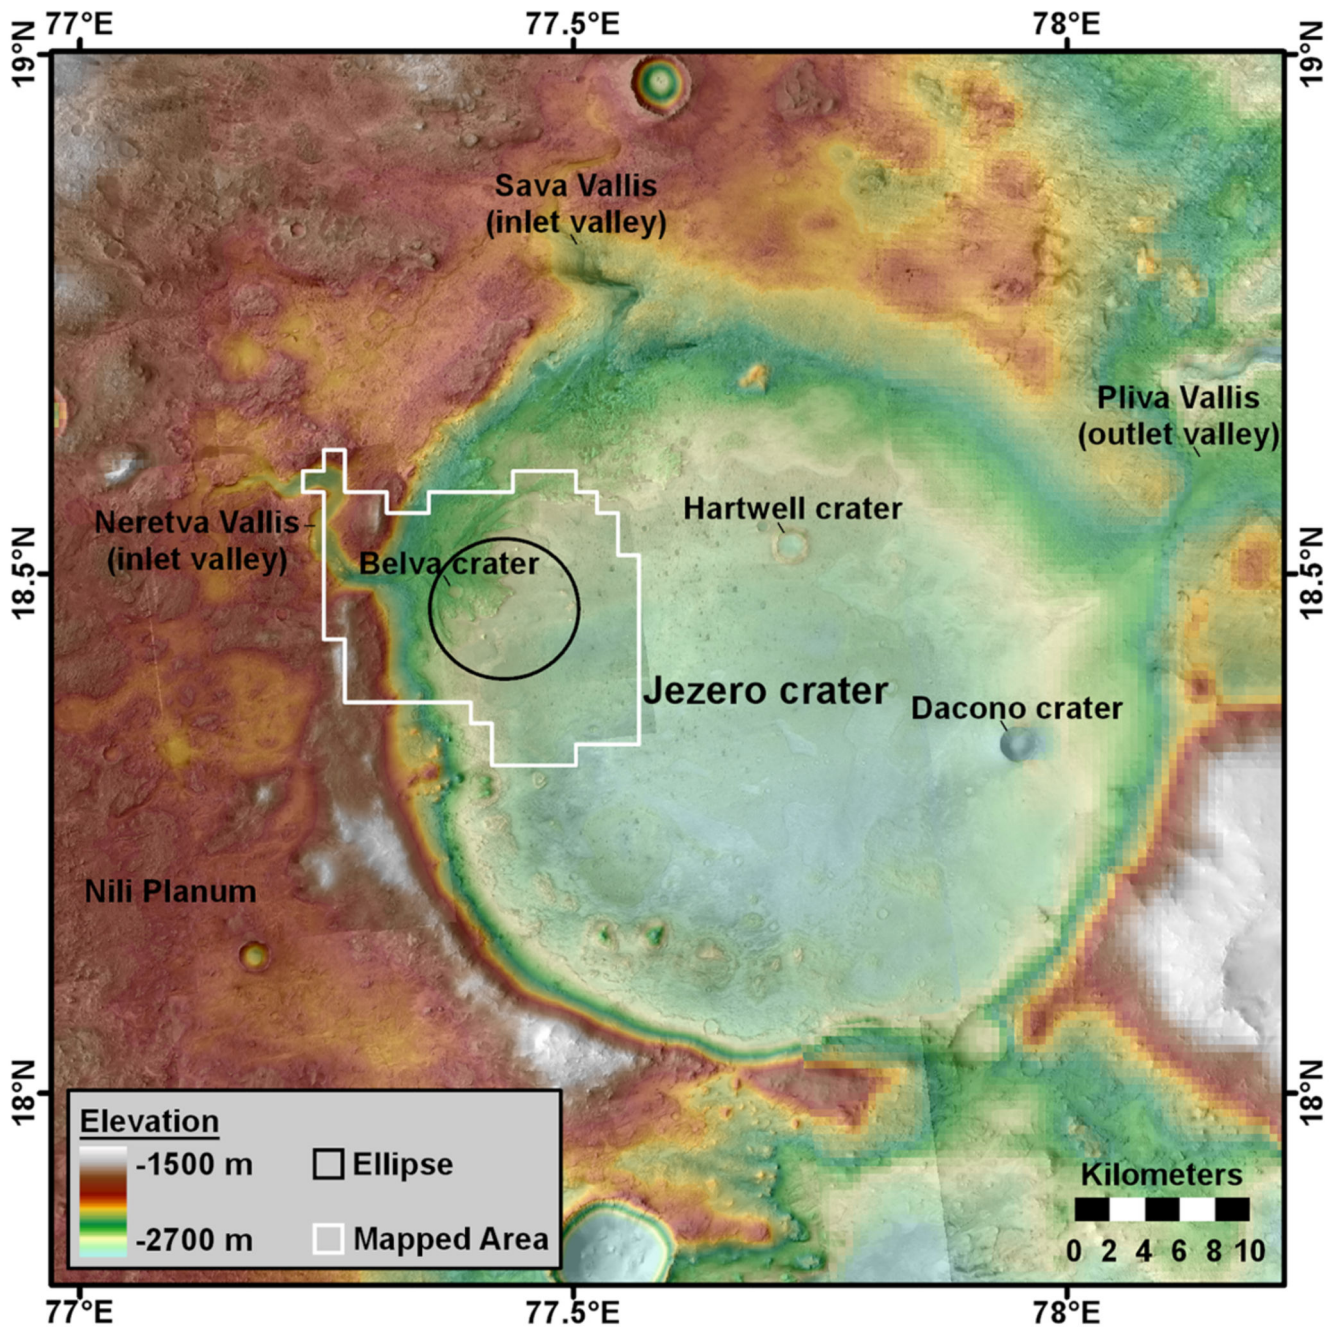 77°E 77.5°E 78°E
19°N 19°N
Sava Vallis
(inlet valley)
Pliva Vallis
(outlet valley)
Hartwell crater
Neretva Vallis
(inlet valley)
Belva crater
18.5°N 18.5°N
Jezero crater
Dacono crater
Nili Planum
18°N 18°N
Elevation
-1500 m
-2700 m
Ellipse
Mapped Area
Kilometers
0 2 4 6 8 10
77°E 77.5°E 78°E